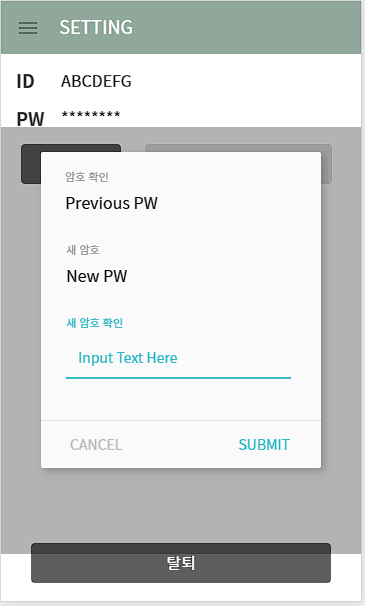 SETTING
ID ABCDEFG
PW ********
암호 확인
Previous PW
새 암호
New PW
새 암호 확인
Input Text Here
CANCEL SUBMIT
탈퇴